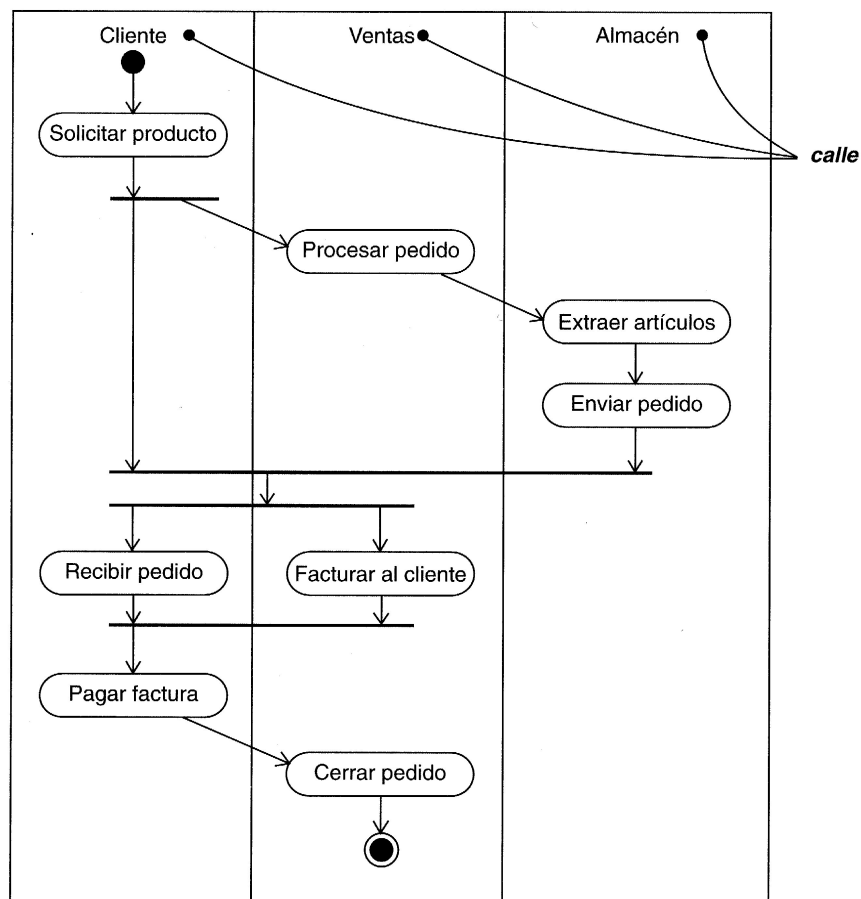 Cliente
Ventas
Almacén
calle
Solicitar producto
Procesar pedido
Extraer artículos
Enviar pedido
Recibir pedido
Facturar al cliente
Pagar factura
Cerrar pedido